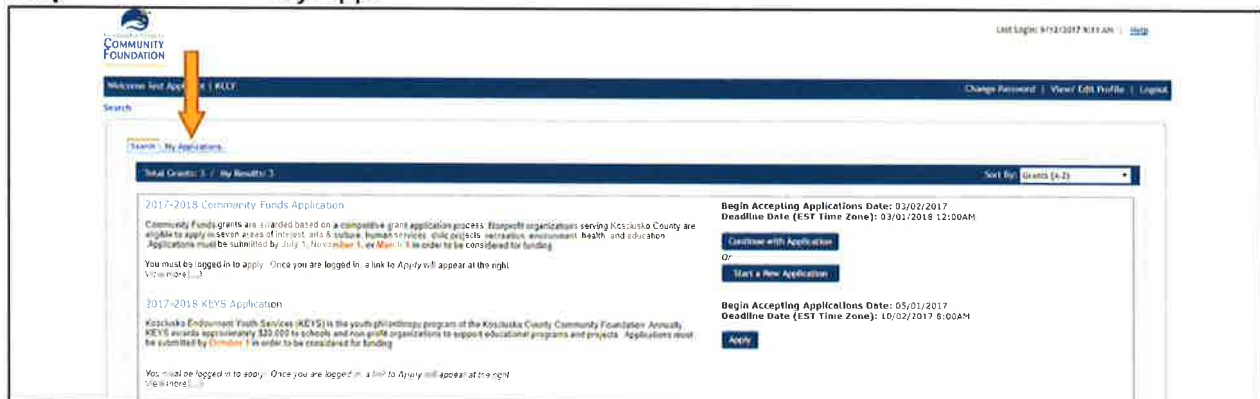 COMMUNITY
FOUNDATION
Last Login: 9/12/2017 9:11 AM | Help
Welcome Test Applicant | KCCF
Change Password | View/ Edit Profile | Logout
Search
Search My Applications
Total Grants: 3 / My Results: 3
Sort By: Grants (A-Z)
2017-2018 Community Funds Application
Begin Accepting Applications Date: 03/02/2017
Deadline Date (EST Time Zone): 03/01/2018 12:00AM
Community Funds grants are awarded based on a competitive grant application process. Nonprofit organizations serving Kosciusko County are
eligible to apply in seven areas of interest: arts & culture, human services, civic projects, recreation, environment, health, and education.
Applications must be submitted by July 1, November 1, or March 1 in order to be considered for funding.
Continue with Application
Or
You must be logged in to apply. Once you are logged in, a link to Apply will appear at the right.
View more [...]
Start a New Application
2017-2018 KEYS Application
Begin Accepting Applications Date: 05/01/2017
Deadline Date (EST Time Zone): 10/02/2017 8:00AM
Kosciusko Endowment Youth Services (KEYS) is the youth philanthropy program of the Kosciusko County Community Foundation. Annually,
KEYS awards approximately $20,000 to schools and non-profit organizations to support educational programs and projects. Applications must
be submitted by October 1 in order to be considered for funding.
Apply
You must be logged in to apply. Once you are logged in, a link to Apply will appear at the right.
View more [...]